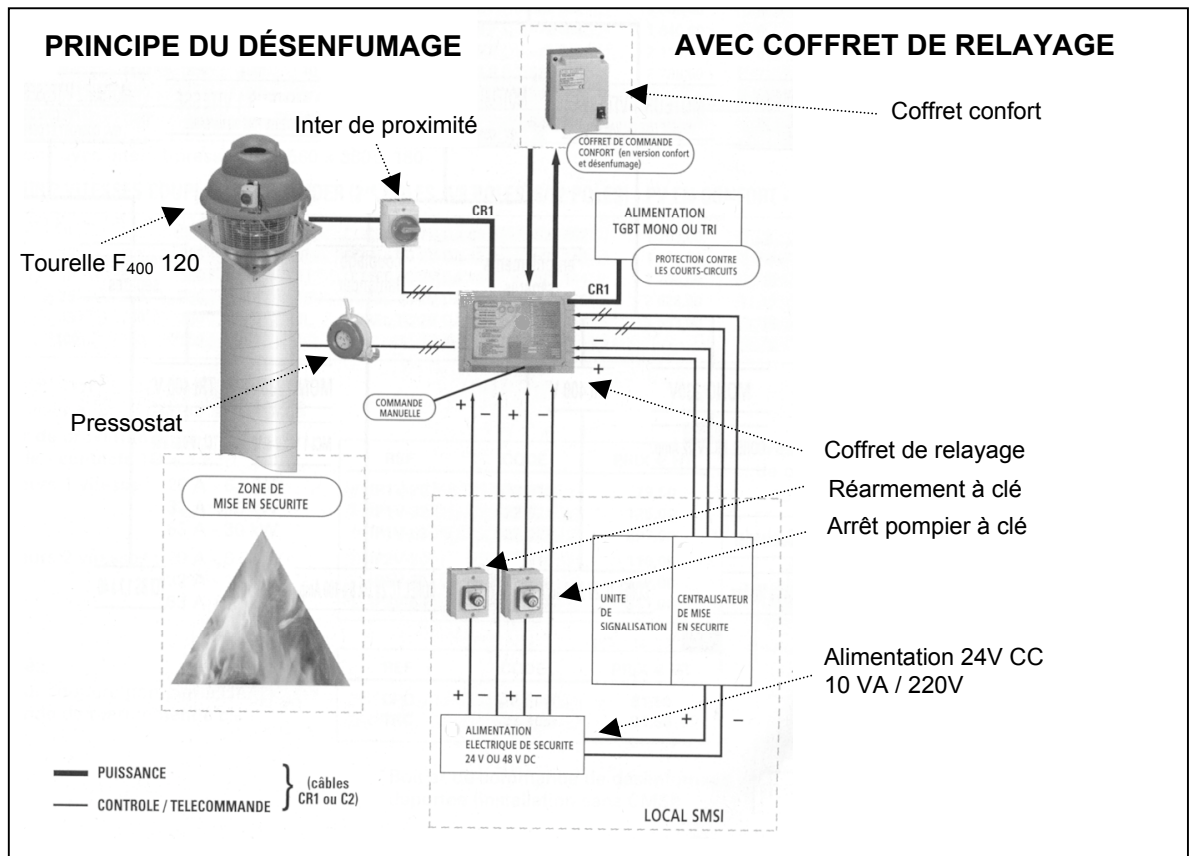 PRINCIPE DU DÉSENFUMAGE AVEC COFFRET DE RELAYAGE
Inter de proximité
Coffret confort
COFFRET DE COMMANDE
CONFORT (en version confort
et désenfumage)
CR1
ALIMENTATION
TGBT MONO OU TRI
PROTECTION CONTRE
LES COURTS-CIRCUITS
CR1
Tourelle F400 120
Pressostat
COMMANDE
MANUELLE
–
+
+ – + –
Coffret de relayage
Réarmement à clé
Arrêt pompier à clé
ZONE DE
MISE EN SECURITE
UNITE
DE
SIGNALISATION
CENTRALISATEUR
DE MISE
EN SECURITE
Alimentation 24V CC
10 VA / 220V
+ – + –
+ –
ALIMENTATION
ELECTRIQUE DE SECURITE
24 V OU 48 V DC
LOCAL SMSI
PUISSANCE
CONTROLE / TELECOMMANDE
(câbles
CR1 ou C2)